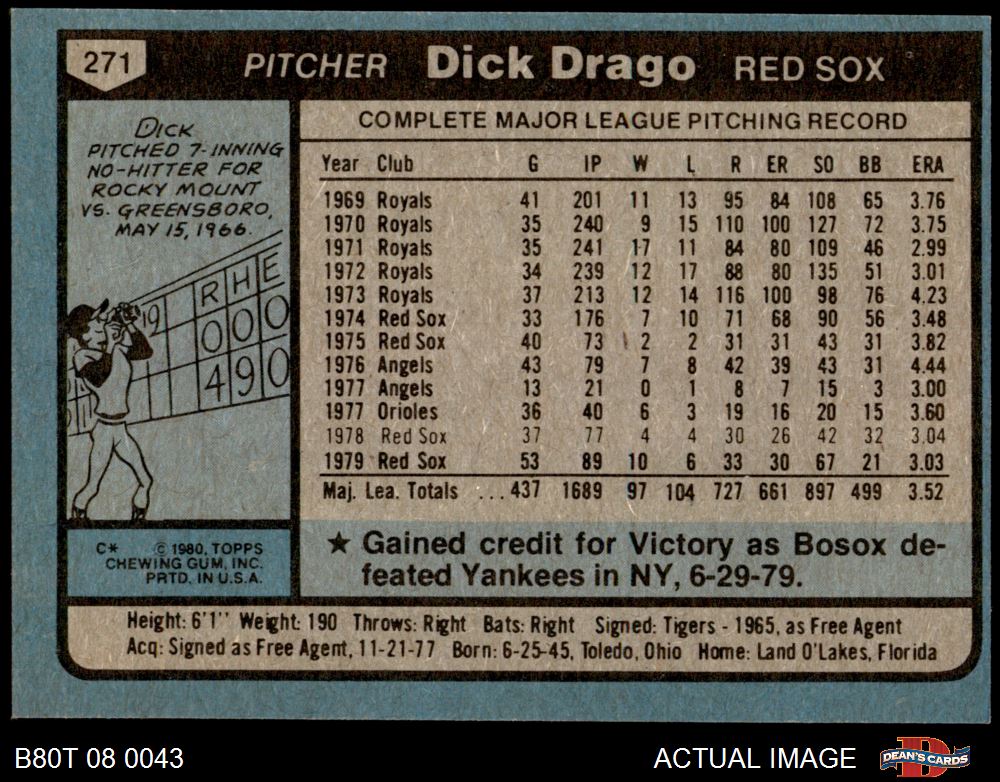 271 PITCHER Dick Drago RED SOX
DICK
PITCHED 7-INNING
NO-HITTER FOR
ROCKY MOUNT
VS. GREENSBORO,
MAY 15, 1966.
R H E
9 0 0 0
4 9 0
C* © 1980, TOPPS
CHEWING GUM, INC.
PRTD. IN U.S.A.
COMPLETE MAJOR LEAGUE PITCHING RECORD
Year Club G IP W L R ER SO BB ERA
1969 Royals 41 201 11 13 95 84 108 65 3.76
1970 Royals 35 240 9 15 110 100 127 72 3.75
1971 Royals 35 241 17 11 84 80 109 46 2.99
1972 Royals 34 239 12 17 88 80 135 51 3.01
1973 Royals 37 213 12 14 116 100 98 76 4.23
1974 Red Sox 33 176 7 10 71 68 90 56 3.48
1975 Red Sox 40 73 2 2 31 31 43 31 3.82
1976 Angels 43 79 7 8 42 39 43 31 4.44
1977 Angels 13 21 0 1 8 7 15 3 3.00
1977 Orioles 36 40 6 3 19 16 20 15 3.60
1978 Red Sox 37 77 4 4 30 26 42 32 3.04
1979 Red Sox 53 89 10 6 33 30 67 21 3.03
Maj. Lea. Totals ... 437 1689 97 104 727 661 897 499 3.52
★ Gained credit for Victory as Bosox de-
feated Yankees in NY, 6-29-79.
Height: 6'1" Weight: 190 Throws: Right Bats: Right Signed: Tigers - 1965, as Free Agent
Acq: Signed as Free Agent, 11-21-77 Born: 6-25-45, Toledo, Ohio Home: Land O'Lakes, Florida
B80T 08 0043 ACTUAL IMAGE DEAN'S CARDS